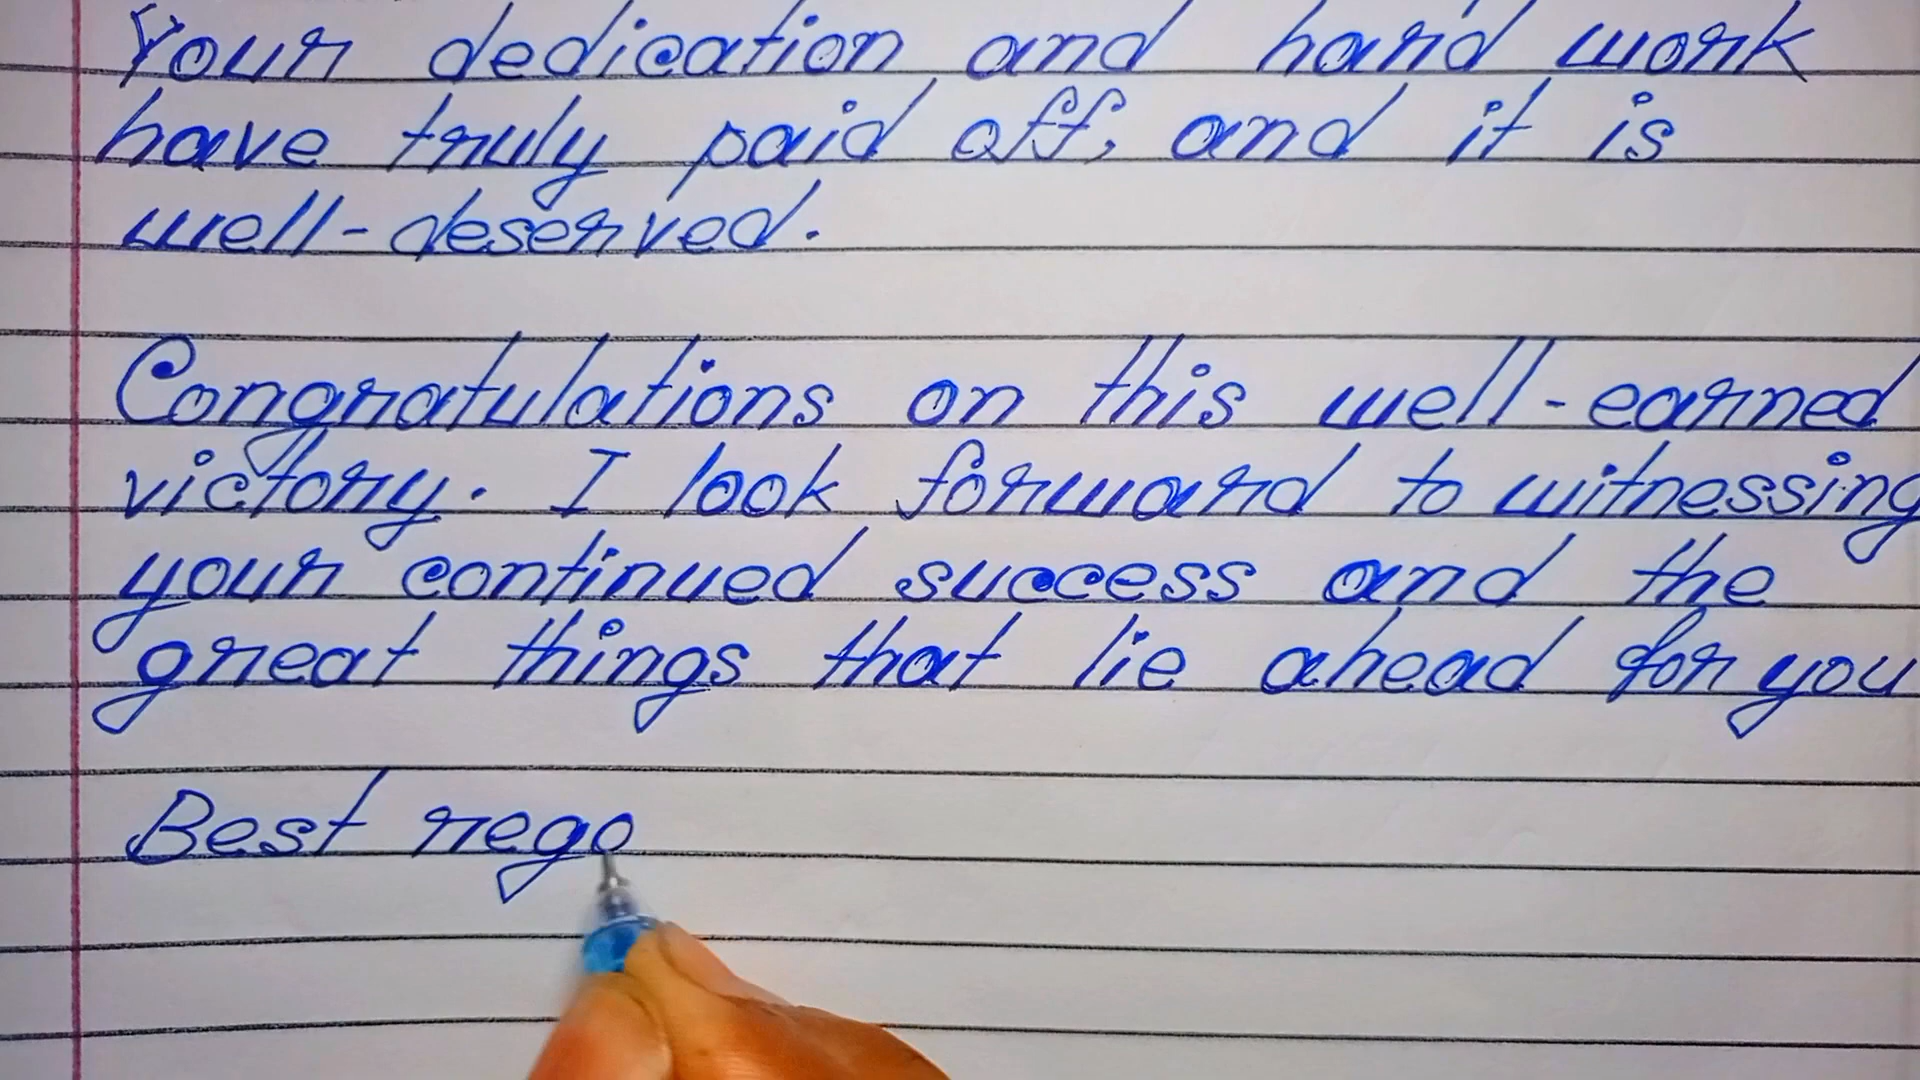 Your dedication and hard work
have truly paid off, and it is
well-deserved.
Congratulations on this well-earned
victory. I look forward to witnessing
your continued success and the
great things that lie ahead for you
Best rega